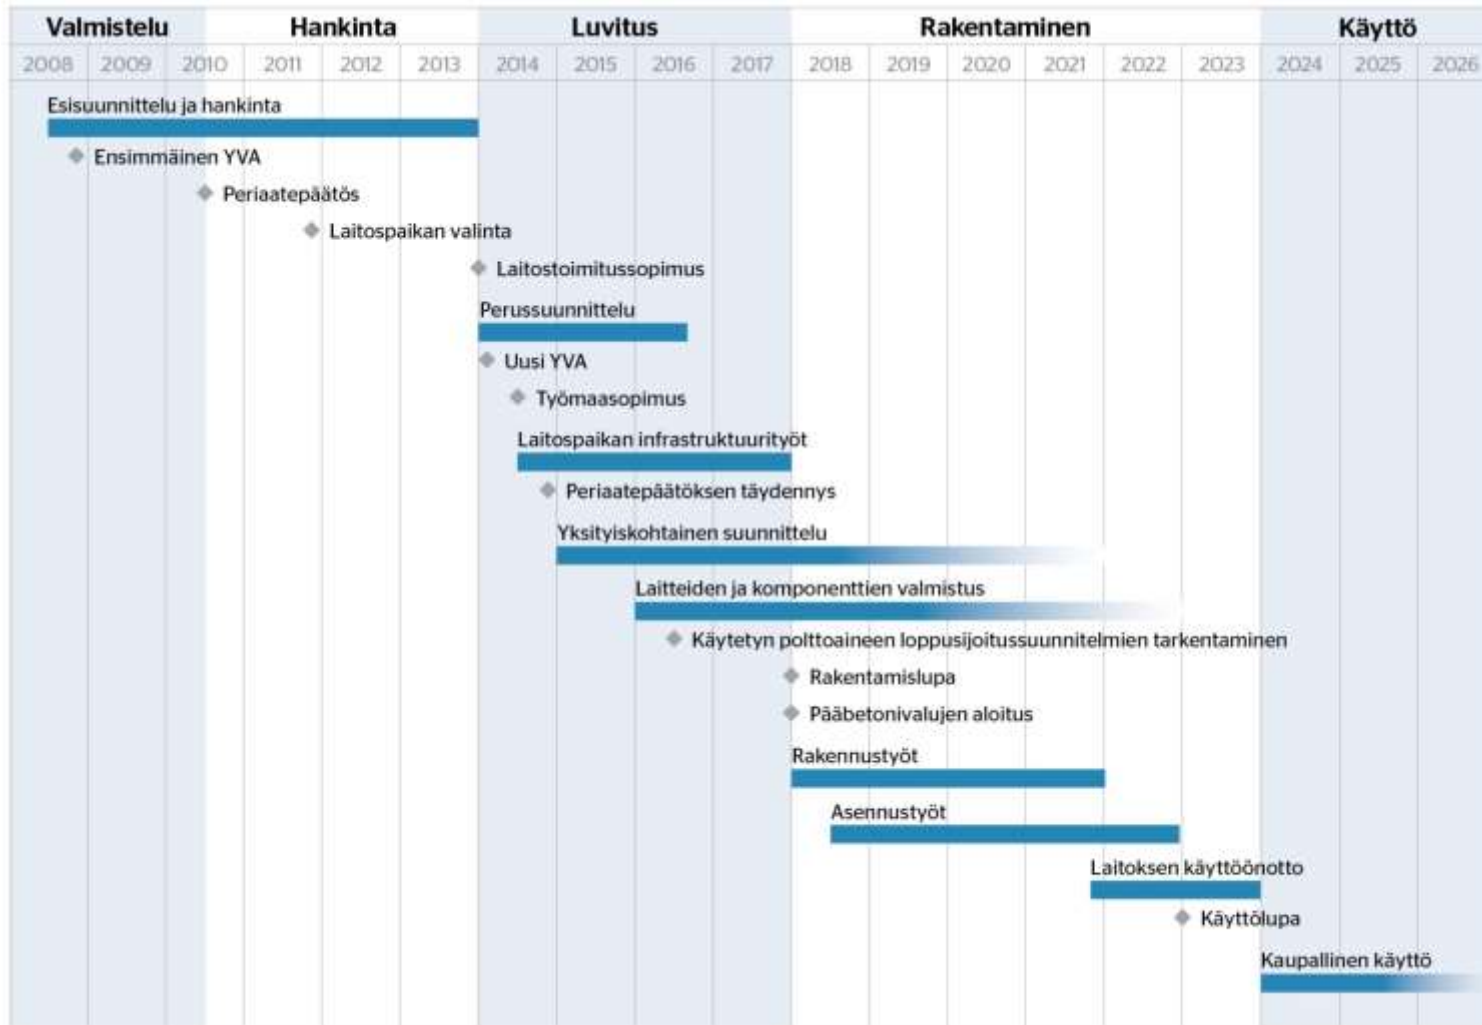 Valmistelu Hankinta Luvitus Rakentaminen Käyttö
2008 2009 2010 2011 2012 2013 2014 2015 2016 2017 2018 2019 2020 2021 2022 2023 2024 2025 2026
Esisuunnittelu ja hankinta
Ensimmäinen YVA
Periaatepäätös
Laitospaikan valinta
Laitostoimitussopimus
Perussuunnittelu
Uusi YVA
Työmaasopimus
Laitospaikan infrastruktuurityöt
Periaatepäätöksen täydennys
Yksityiskohtainen suunnittelu
Laitteiden ja komponenttien valmistus
Käytetyn polttoaineen loppusijoitussuunnitelmien tarkentaminen
Rakentamislupa
Pääbetonivalujen aloitus
Rakennustyöt
Asennustyöt
Laitoksen käyttöönotto
Käyttölupa
Kaupallinen käyttö